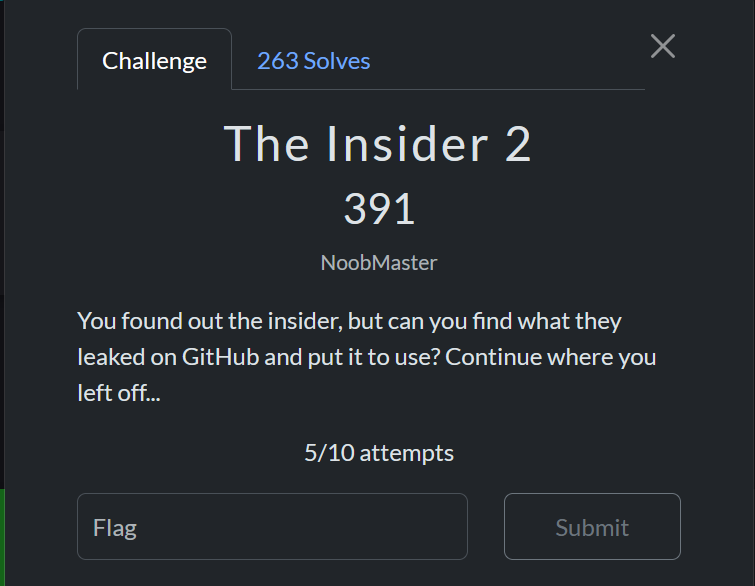 Challenge
263 Solves
The Insider 2
391
NoobMaster
You found out the insider, but can you find what they
leaked on GitHub and put it to use? Continue where you
left off...
5/10 attempts
Flag
Submit